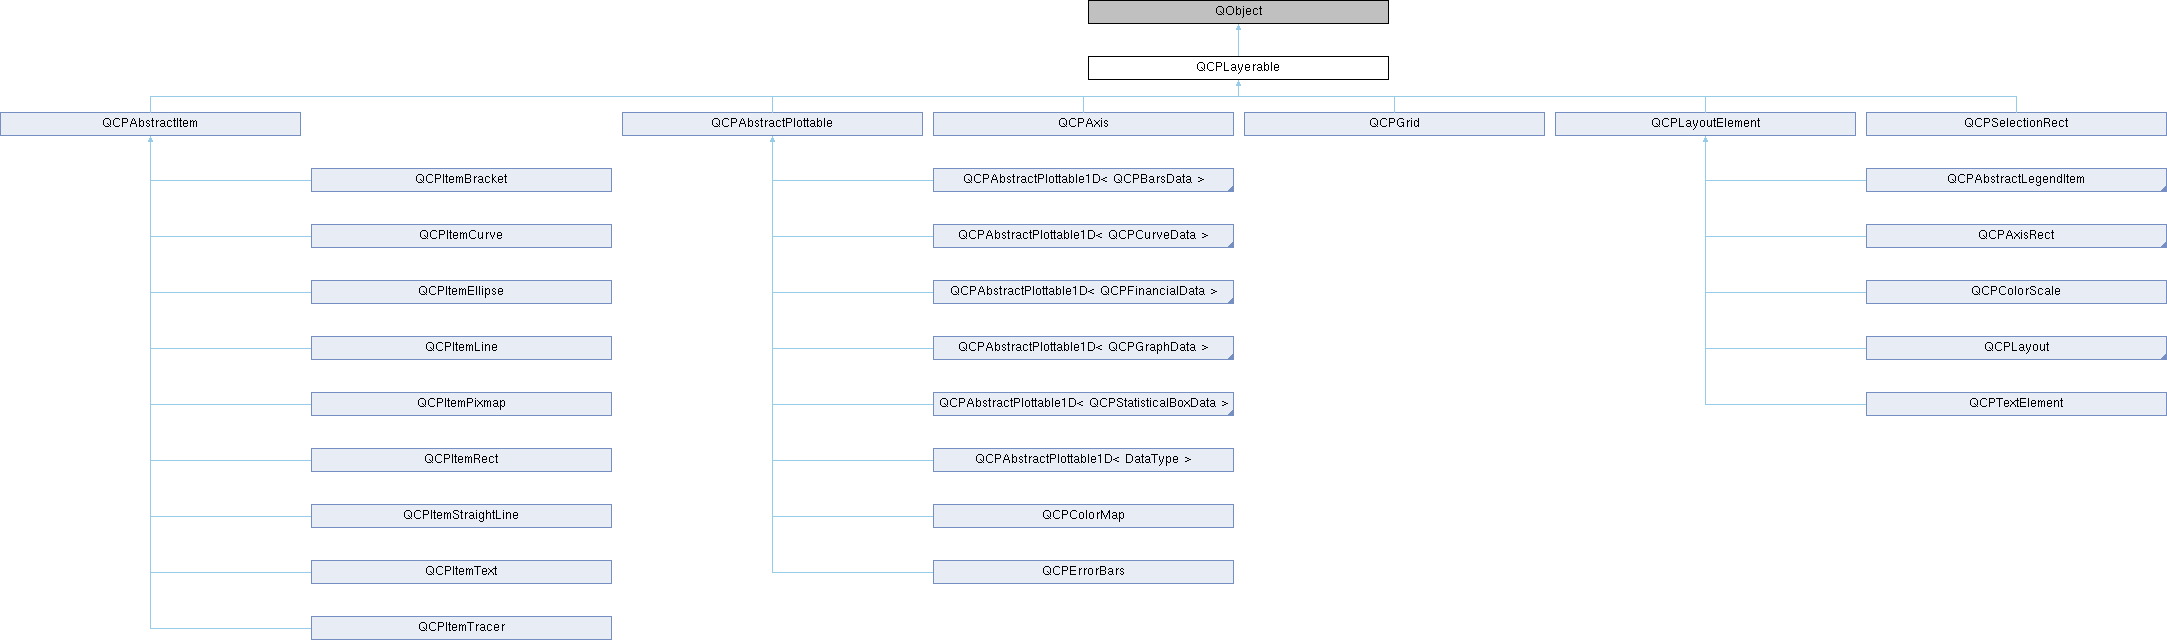 QObject
QCPLayerable
QCPAbstractItem
QCPAbstractPlottable
QCPAxis
QCPGrid
QCPLayoutElement
QCPSelectionRect
QCPItemBracket
QCPAbstractPlottable1D< QCPBarsData >
QCPAbstractLegendItem
QCPItemCurve
QCPAbstractPlottable1D< QCPCurveData >
QCPAxisRect
QCPItemEllipse
QCPAbstractPlottable1D< QCPFinancialData >
QCPColorScale
QCPItemLine
QCPAbstractPlottable1D< QCPGraphData >
QCPLayout
QCPItemPixmap
QCPAbstractPlottable1D< QCPStatisticalBoxData >
QCPTextElement
QCPItemRect
QCPAbstractPlottable1D< DataType >
QCPItemStraightLine
QCPColorMap
QCPItemText
QCPErrorBars
QCPItemTracer